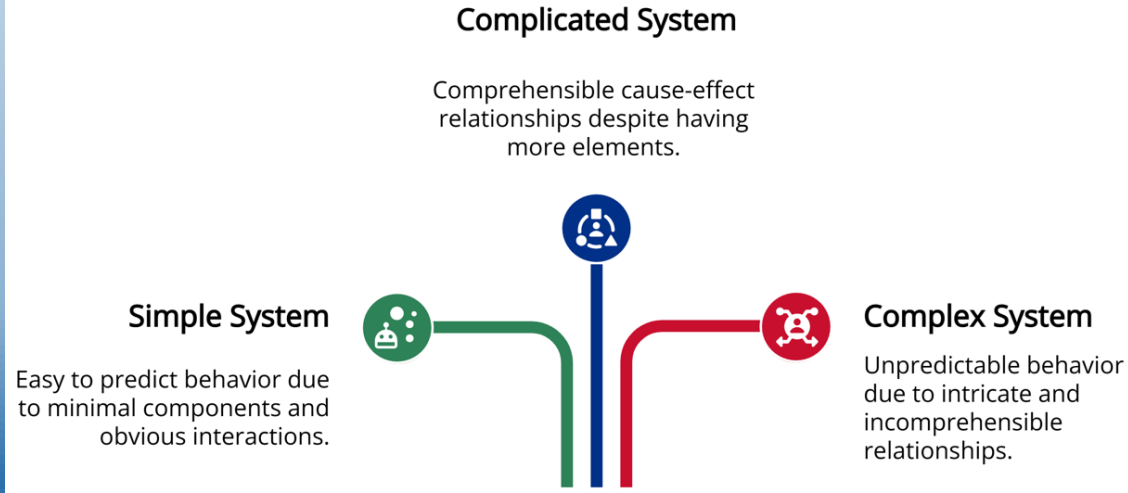 Complicated System
Comprehensible cause-effect
relationships despite having
more elements.
Simple System
Easy to predict behavior due
to minimal components and
obvious interactions.
Complex System
Unpredictable behavior
due to intricate and
incomprehensible
relationships.